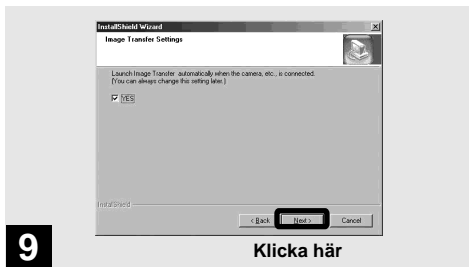 InstallShield Wizard
Image Transfer Settings
Launch Image Transfer automatically when the camera, etc., is connected.
(You can always change this setting later.)
YES
InstallShield
< Back Next > Cancel
9
Klicka här